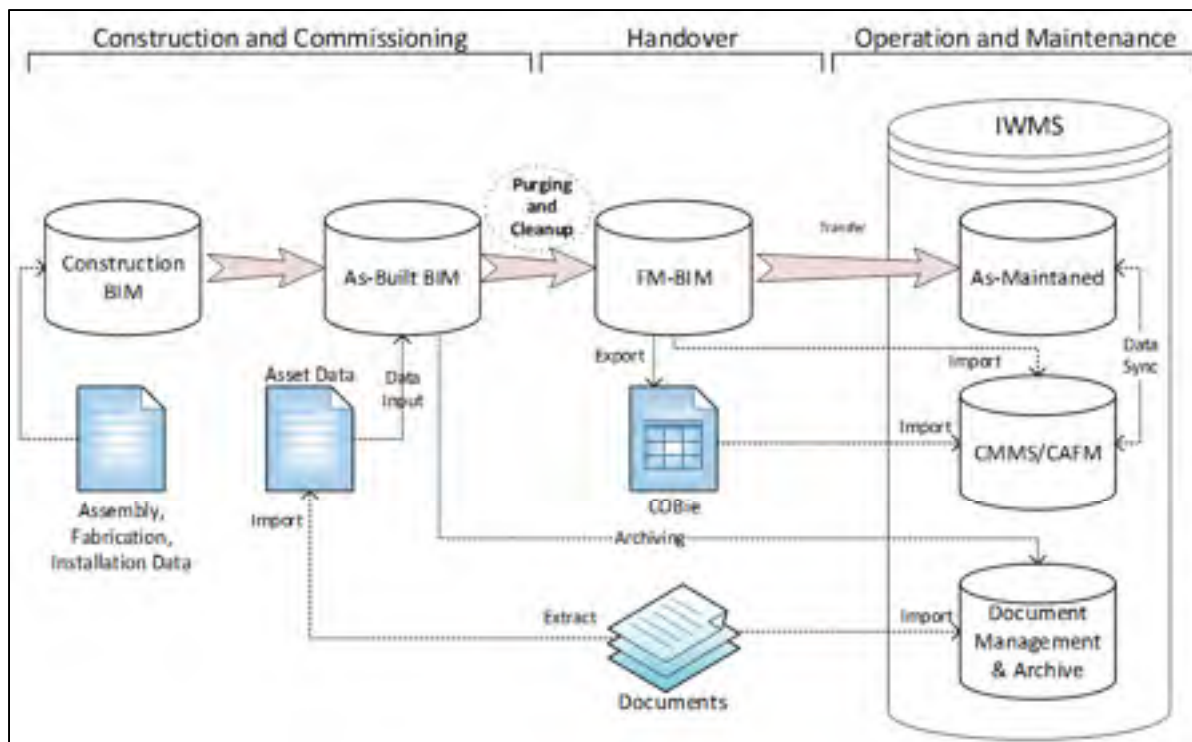 Construction and Commissioning
Handover
Operation and Maintenance
IWMS
Purging
and
Cleanup
Transfer
Construction
BIM
As-Built BIM
FM-BIM
As-Maintaned
Asset Data
Data
Input
Export
Import
Data
Sync
Import
CMMS/CAFM
Assembly,
Fabrication,
Installation Data
Import
COBie
Archiving
Extract
Import
Document
Management
& Archive
Documents